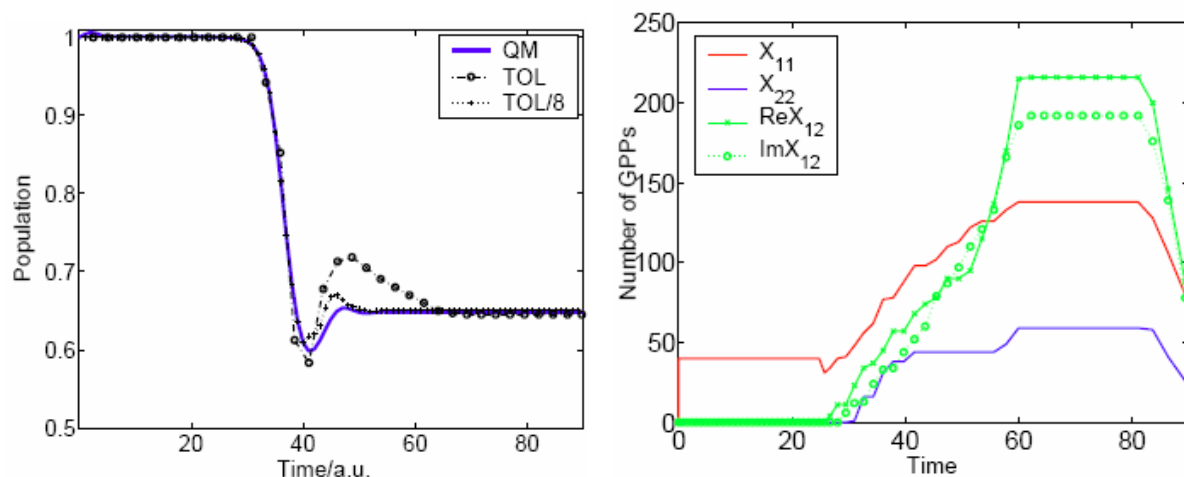 1
0.9
0.8
0.7
0.6
0.5
Population
20
40
60
80
Time/a.u.
QM
TOL
TOL/8
250
200
150
100
50
0
Number of GPPs
0
20
40
60
80
Time
X11
X22
ReX12
ImX12